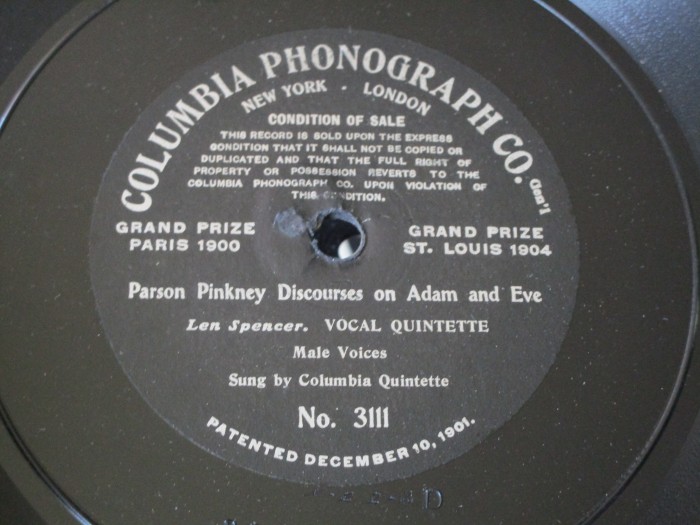 COLUMBIA PHONOGRAPH CO. Gen'l
NEW YORK · LONDON
CONDITION OF SALE
THIS RECORD IS SOLD UPON THE EXPRESS
CONDITION THAT IT SHALL NOT BE COPIED OR
DUPLICATED AND THAT THE FULL RIGHT OF
PROPERTY OR POSSESSION REVERTS TO THE
COLUMBIA PHONOGRAPH CO. UPON VIOLATION OF
THIS CONDITION.
GRAND PRIZE
PARIS 1900
GRAND PRIZE
ST. LOUIS 1904
Parson Pinkney Discourses on Adam and Eve
Len Spencer. VOCAL QUINTETTE
Male Voices
Sung by Columbia Quintette
No. 3111
PATENTED DECEMBER 10, 1901.